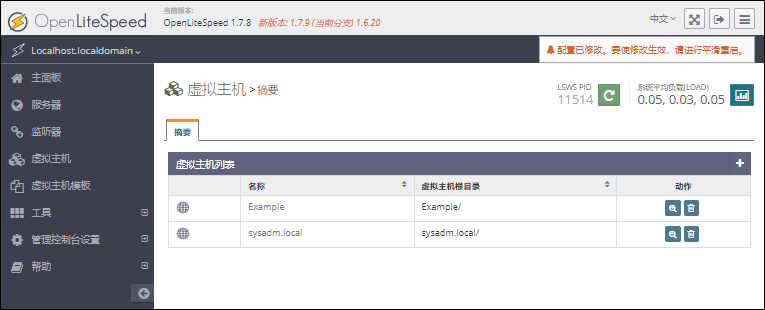 OpenLiteSpeed
当前版本:
OpenLiteSpeed 1.7.8 新版本: 1.7.9 (当前分支) 1.6.20
中文
Localhost.localdomain
配置已修改。要使修改生效，请进行平滑重启。
主面板
服务器
监听器
虚拟主机
虚拟主机模板
工具
管理控制台设置
帮助
虚拟主机 > 摘要
LSWS PID
11514
系统平均负载(LOAD)
0.05, 0.03, 0.05
摘要
虚拟主机列表
名称 虚拟主机根目录 动作
Example Example/
sysadm.local sysadm.local/